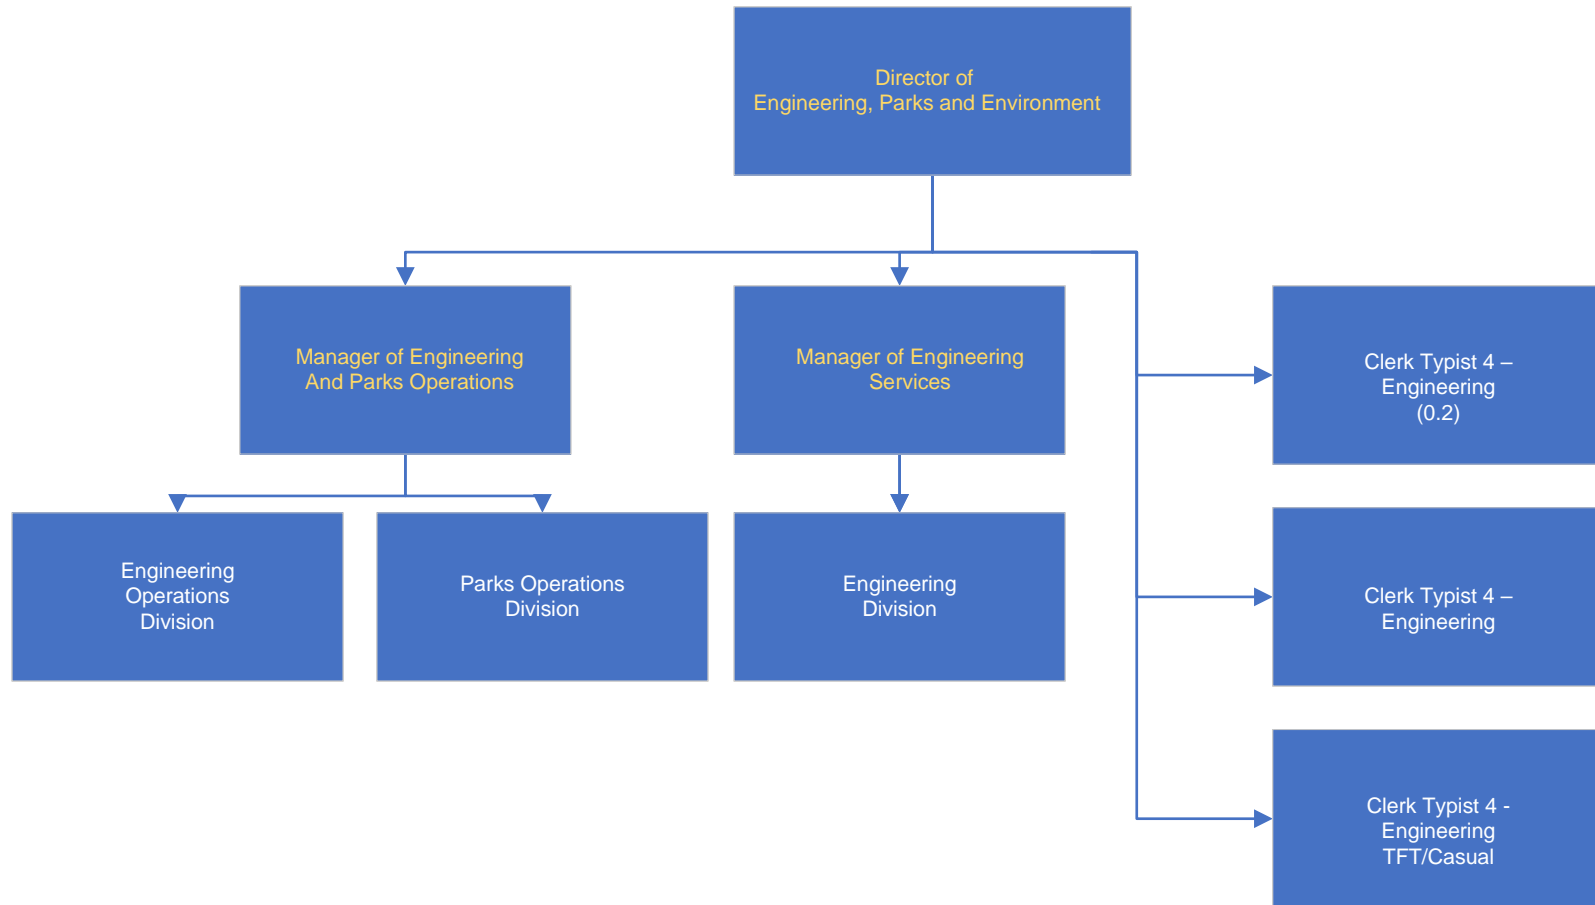 Director of
Engineering, Parks and Environment
Manager of Engineering
And Parks Operations
Manager of Engineering
Services
Clerk Typist 4 –
Engineering
(0.2)
Engineering
Operations
Division
Parks Operations
Division
Engineering
Division
Clerk Typist 4 –
Engineering
Clerk Typist 4 -
Engineering
TFT/Casual